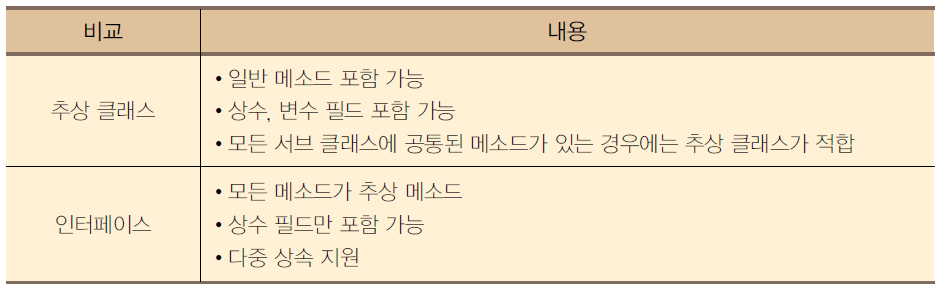 비교
내용
추상 클래스
• 일반 메소드 포함 가능
• 상수, 변수 필드 포함 가능
• 모든 서브 클래스에 공통된 메소드가 있는 경우에는 추상 클래스가 적합
인터페이스
• 모든 메소드가 추상 메소드
• 상수 필드만 포함 가능
• 다중 상속 지원